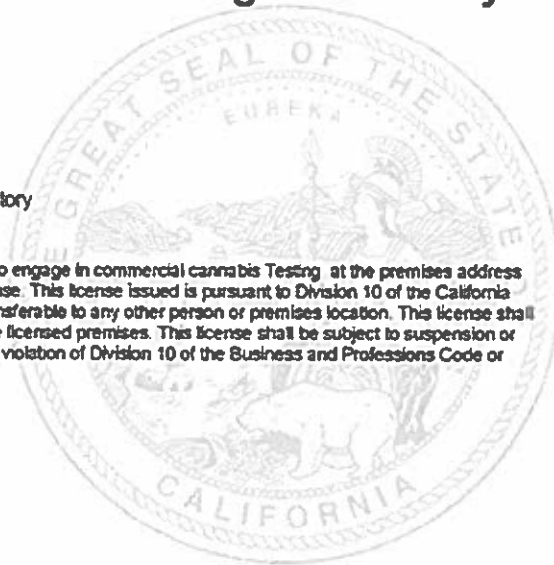 GREAT SEAL OF THE STATE
EUREKA
tory
o engage in commercial cannabis Testing at the premises address
se. This license issued is pursuant to Division 10 of the California
nsferable to any other person or premises location. This license shall
e licensed premises. This license shall be subject to suspension or
violation of Division 10 of the Business and Professions Code or
CALIFORNIA